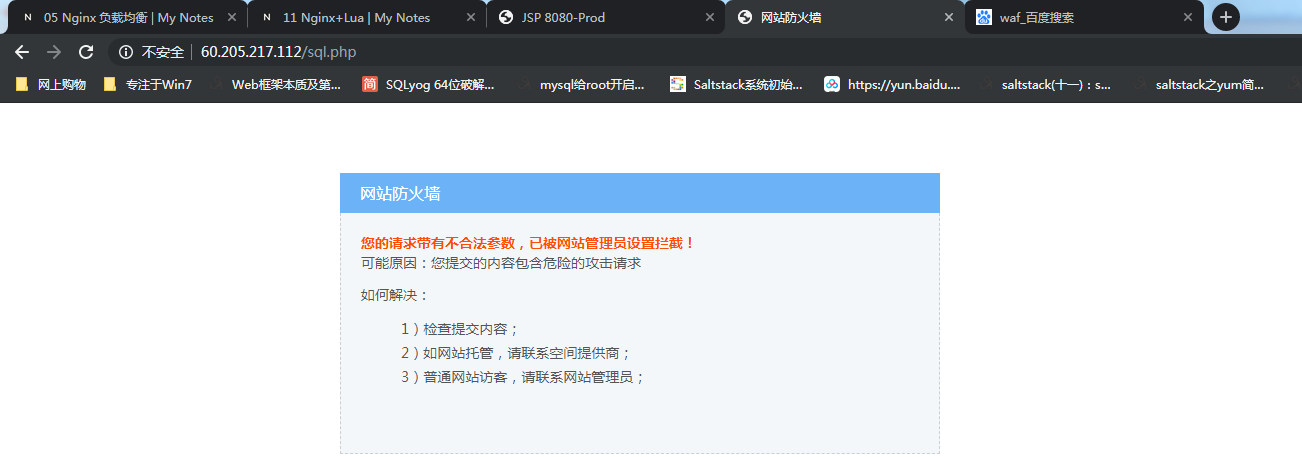 05 Nginx 负载均衡 | My Notes
11 Nginx+Lua | My Notes
JSP 8080-Prod
网站防火墙
waf_百度搜索
不安全 | 60.205.217.112/sql.php
网上购物
专注于Win7
Web框架本质及第...
简 SQLyog 64位破解...
mysql给root开启...
Saltstack系统初始...
https://yun.baidu....
saltstack(十一)：s...
saltstack之yum简...
网站防火墙
您的请求带有不合法参数，已被网站管理员设置拦截！
可能原因：您提交的内容包含危险的攻击请求
如何解决：
1）检查提交内容；
2）如网站托管，请联系空间提供商；
3）普通网站访客，请联系网站管理员；